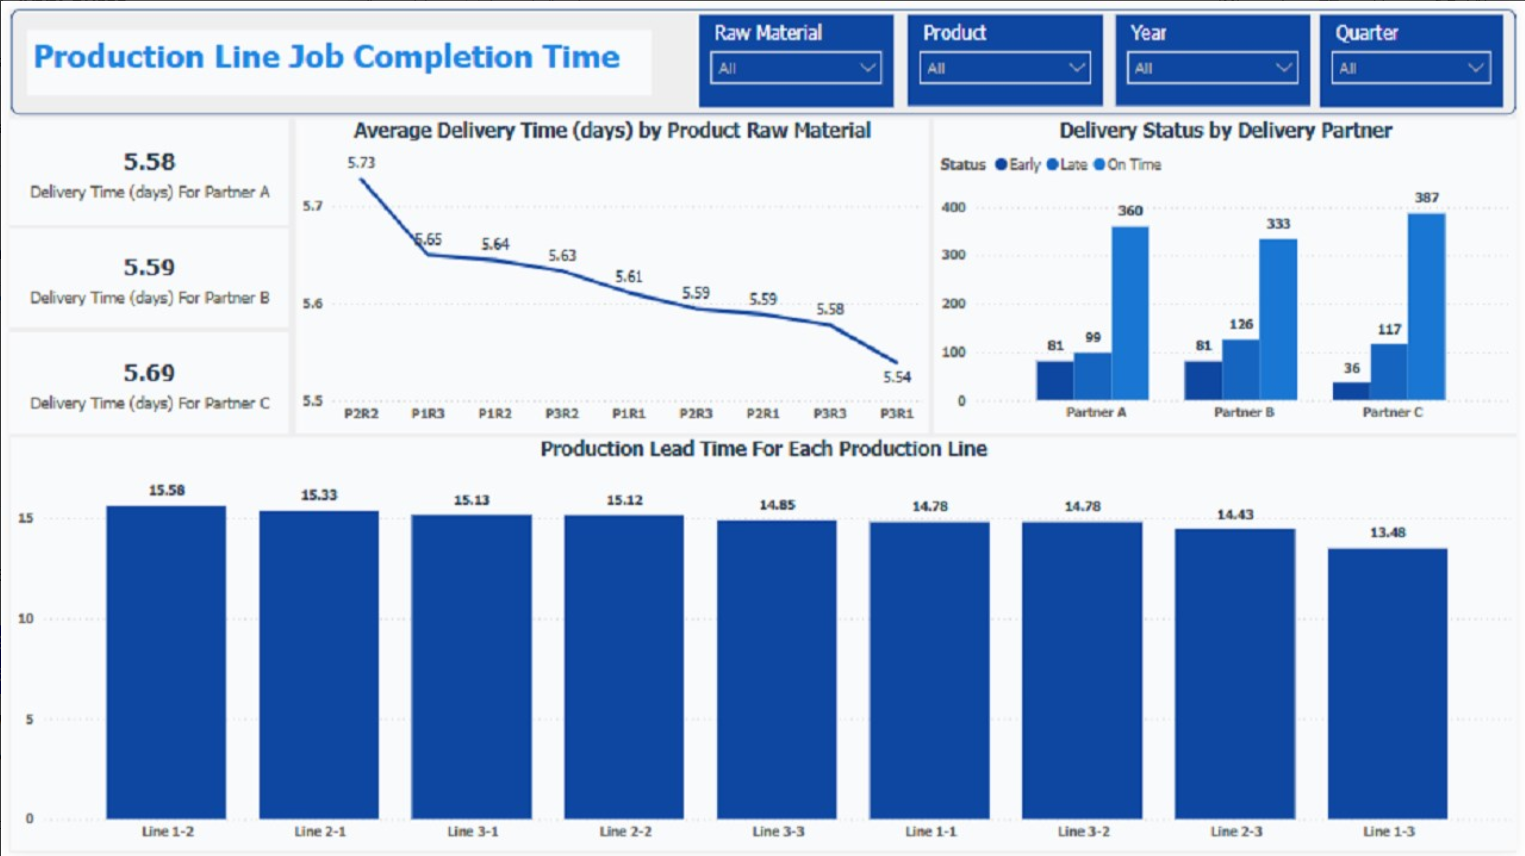 Production Line Job Completion Time
Raw Material
All
Product
All
Year
All
Quarter
All
5.58
Delivery Time (days) For Partner A
5.59
Delivery Time (days) For Partner B
5.69
Delivery Time (days) For Partner C
Average Delivery Time (days) by Product Raw Material
5.73
5.65
5.64
5.63
5.61
5.59
5.59
5.58
5.54
5.7
5.6
5.5
P2R2 P1R3 P1R2 P3R2 P1R1 P2R3 P2R1 P3R3 P3R1
Delivery Status by Delivery Partner
Status Early Late On Time
400
300
200
100
0
81 99 360
81 126 333
36 117 387
Partner A Partner B Partner C
Production Lead Time For Each Production Line
15.58 15.33 15.13 15.12 14.85 14.78 14.78 14.43 13.48
15
10
5
0
Line 1-2 Line 2-1 Line 3-1 Line 2-2 Line 3-3 Line 1-1 Line 3-2 Line 2-3 Line 1-3